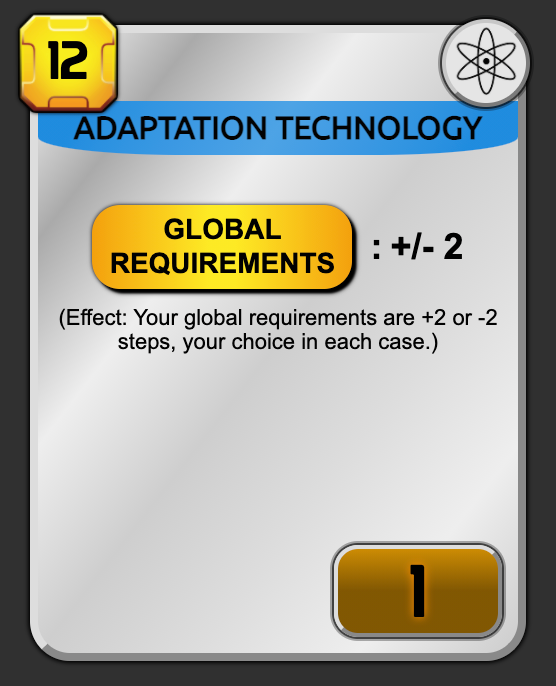 12
ADAPTATION TECHNOLOGY
GLOBAL
REQUIREMENTS : +/- 2
(Effect: Your global requirements are +2 or -2
steps, your choice in each case.)
1